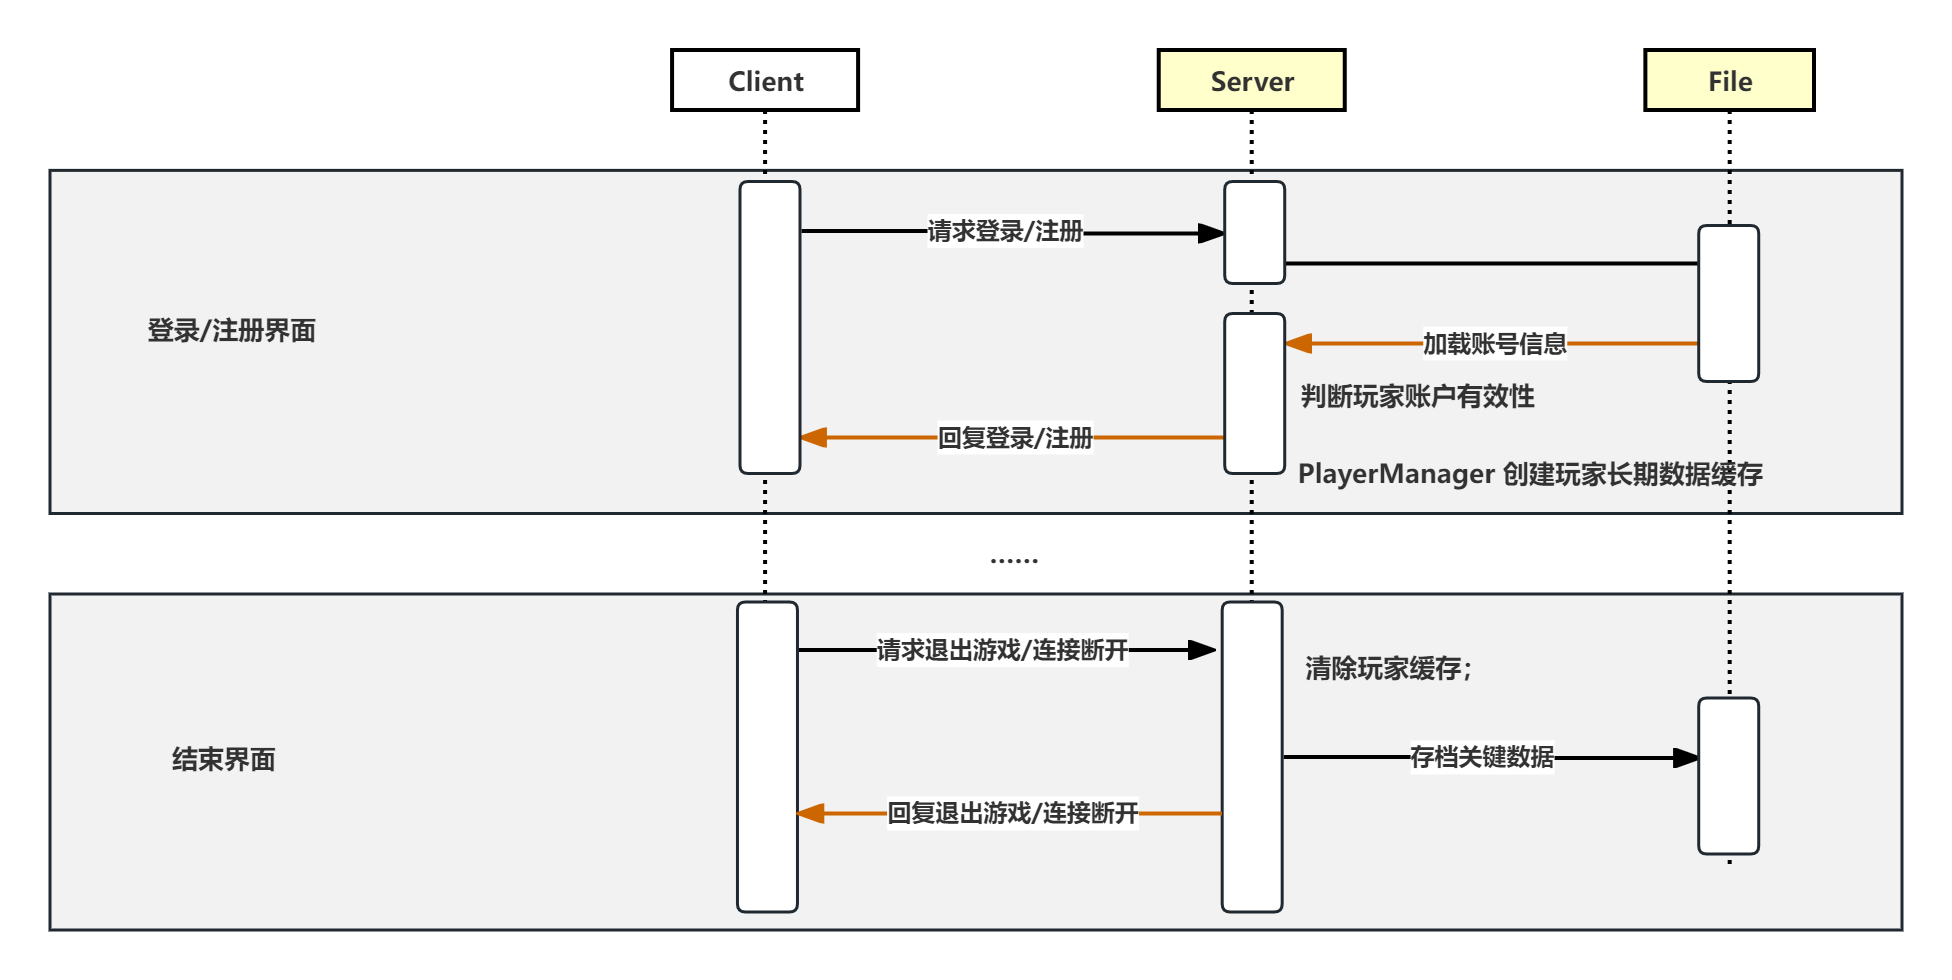 Client
Server
File
请求登录/注册
登录/注册界面
加载账号信息
判断玩家账户有效性
回复登录/注册
PlayerManager 创建玩家长期数据缓存
......
请求退出游戏/连接断开
清除玩家缓存；
结束界面
存档关键数据
回复退出游戏/连接断开